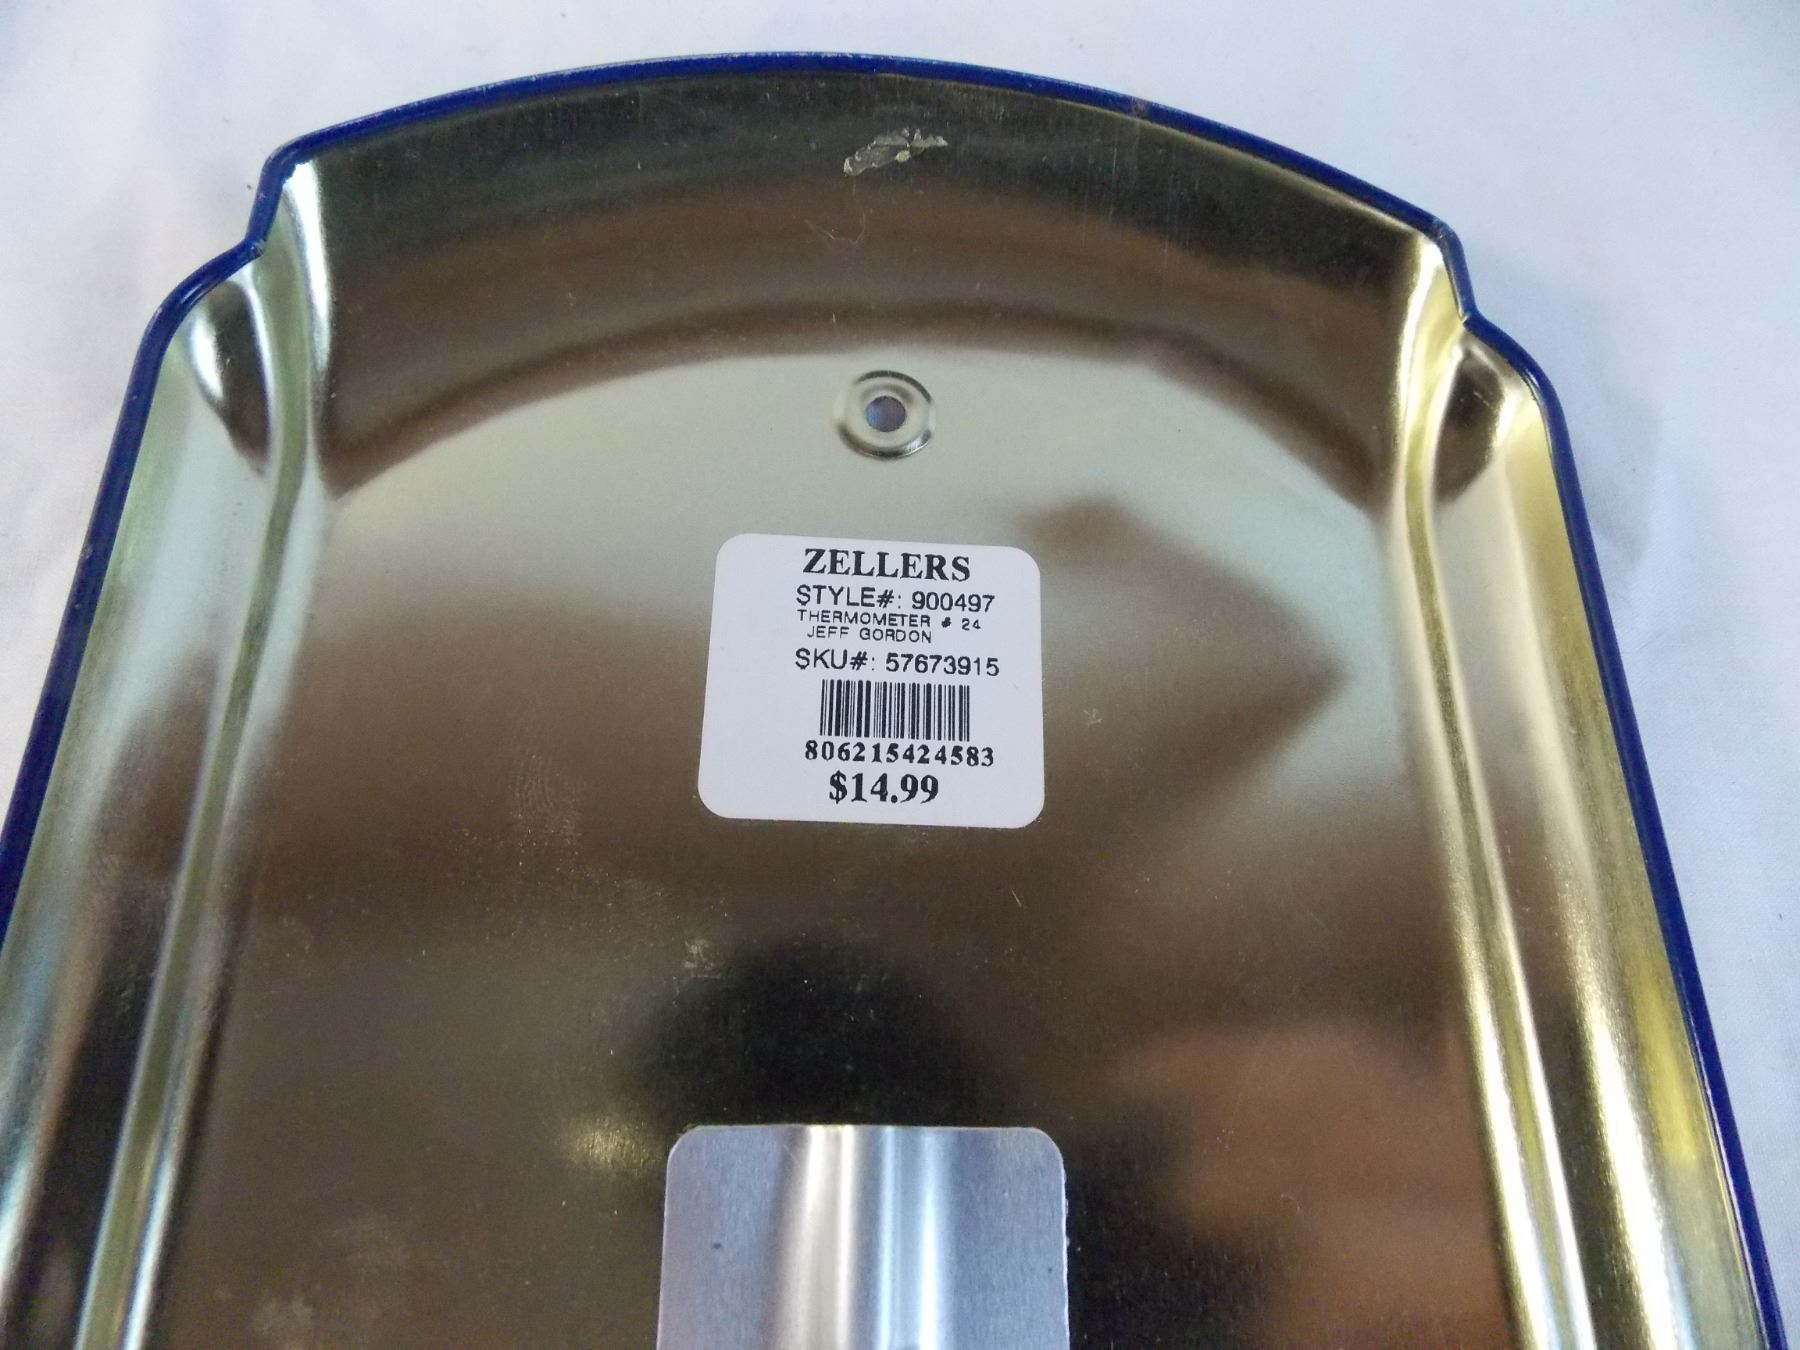 ZELLERS
STYLE#: 900497
THERMOMETER # 24
JEFF GORDON
SKU#: 57673915
806215424583
$14.99